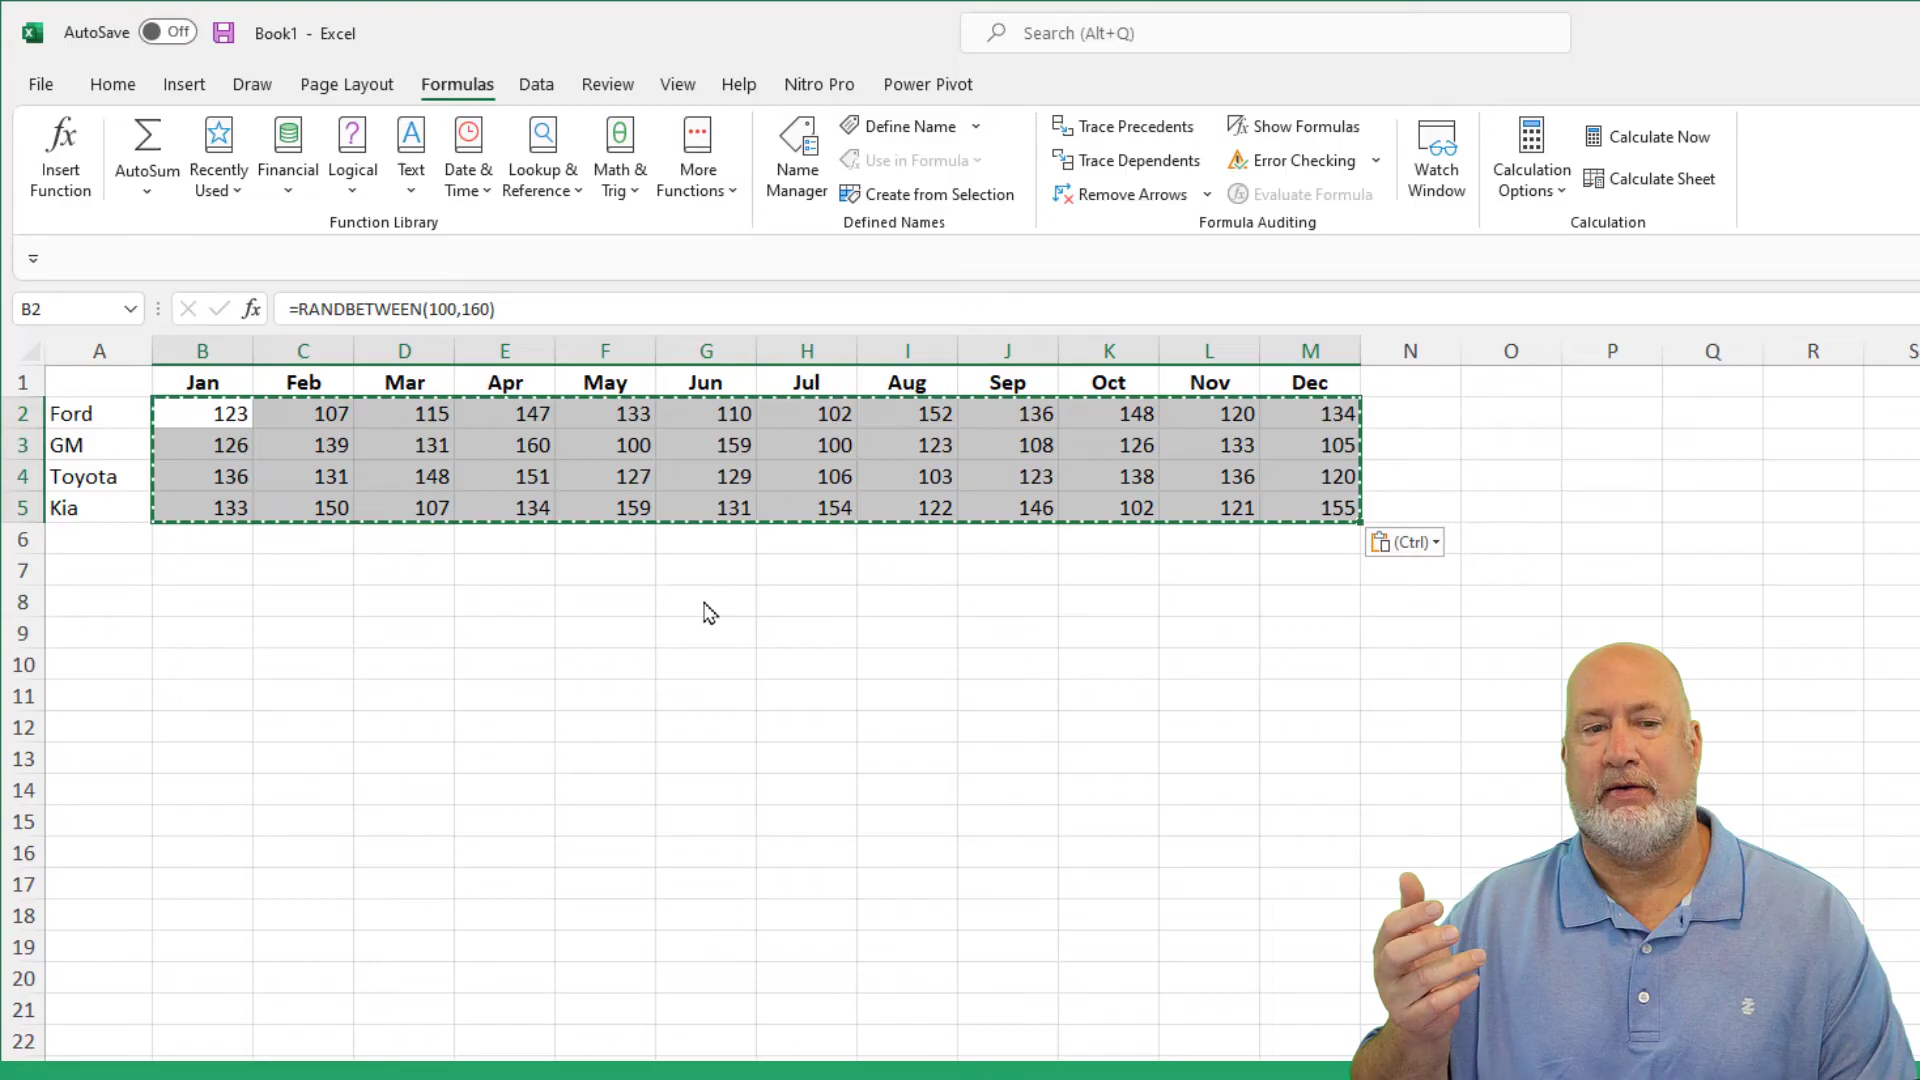 AutoSave Off Book1 - Excel Search (Alt+Q)
File Home Insert Draw Page Layout Formulas Data Review View Help Nitro Pro Power Pivot
Insert Function AutoSum Recently Used Financial Logical Text Date & Time Lookup & Reference Math & Trig More Functions
Function Library
Name Manager
Define Name
Use in Formula
Create from Selection
Defined Names
Trace Precedents
Trace Dependents
Remove Arrows
Show Formulas
Error Checking
Evaluate Formula
Formula Auditing
Watch Window
Calculation Options
Calculate Now
Calculate Sheet
Calculation
B2 fx =RANDBETWEEN(100,160)
A B C D E F G H I J K L M N O P Q R S
1 Jan Feb Mar Apr May Jun Jul Aug Sep Oct Nov Dec
2 Ford 123 107 115 147 133 110 102 152 136 148 120 134
3 GM 126 139 131 160 100 159 100 123 108 126 133 105
4 Toyota 136 131 148 151 127 129 106 103 123 138 136 120
5 Kia 133 150 107 134 159 131 154 122 146 102 121 155
6 (Ctrl)
7
8
9
10
11
12
13
14
15
16
17
18
19
20
21
22